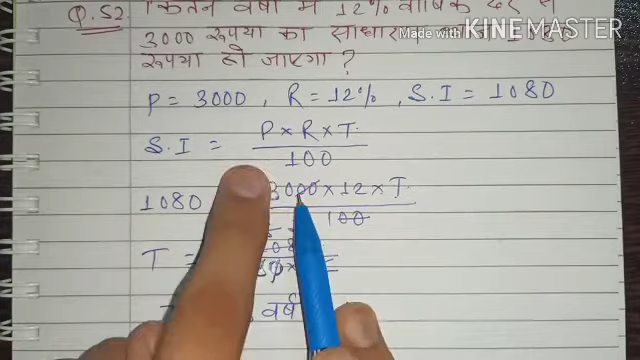 Made with KINEMASTER
Q.52 कितने वर्षों में 12% वार्षिक दर से
3000 रूपया का साधारण
रूपया हो जाएगा ?
P = 3000 , R = 12% , S.I = 1080
S.I = P × R × T / 100
1080 3000 × 12 × T / 100
T =
वर्ष